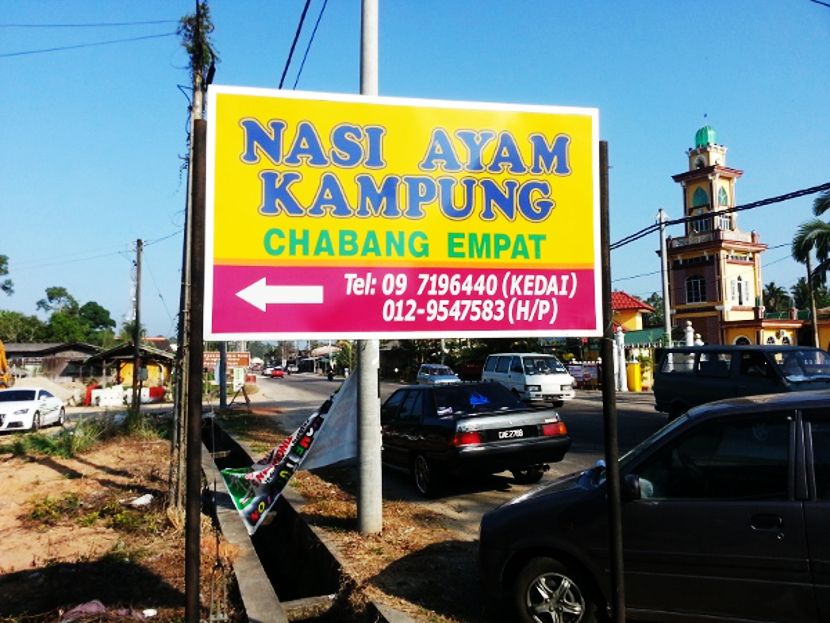 NASI AYAM
KAMPUNG
CHABANG EMPAT
Tel: 09 7196440 (KEDAI)
012-9547583 (H/P)